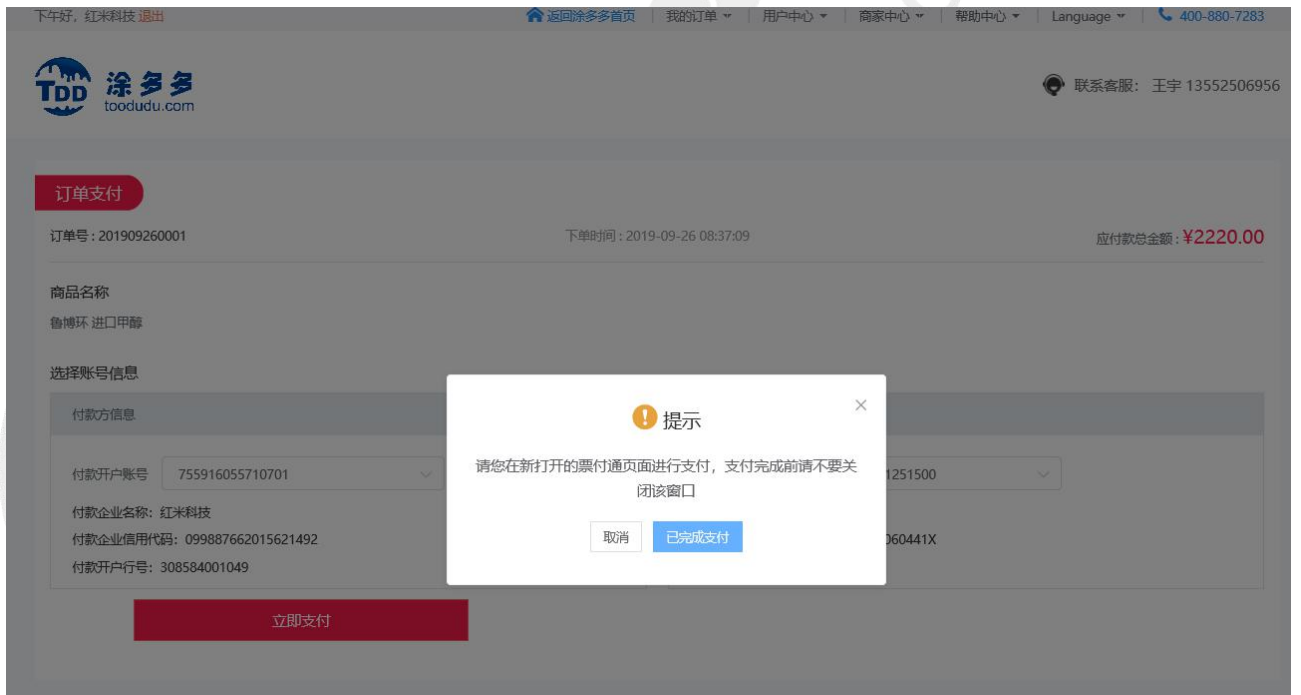 下午好, 红米科技 退出
返回涂多多首页
我的订单
用户中心
商家中心
帮助中心
Language
400-880-7283
TDD
涂多多
toodudu.com
联系客服: 王宇 13552506956
订单支付
订单号 : 201909260001
下单时间 : 2019-09-26 08:37:09
应付款总金额 : ¥2220.00
商品名称
鲁博环 进口甲醇
选择账号信息
付款方信息
付款开户账号
755916055710701
1251500
付款企业名称: 红米科技
付款企业信用代码: 099887662015621492
060441X
付款开户行号: 308584001049
提示
请您在新打开的票付通页面进行支付, 支付完成前请不要关
闭该窗口
取消
已完成支付
立即支付